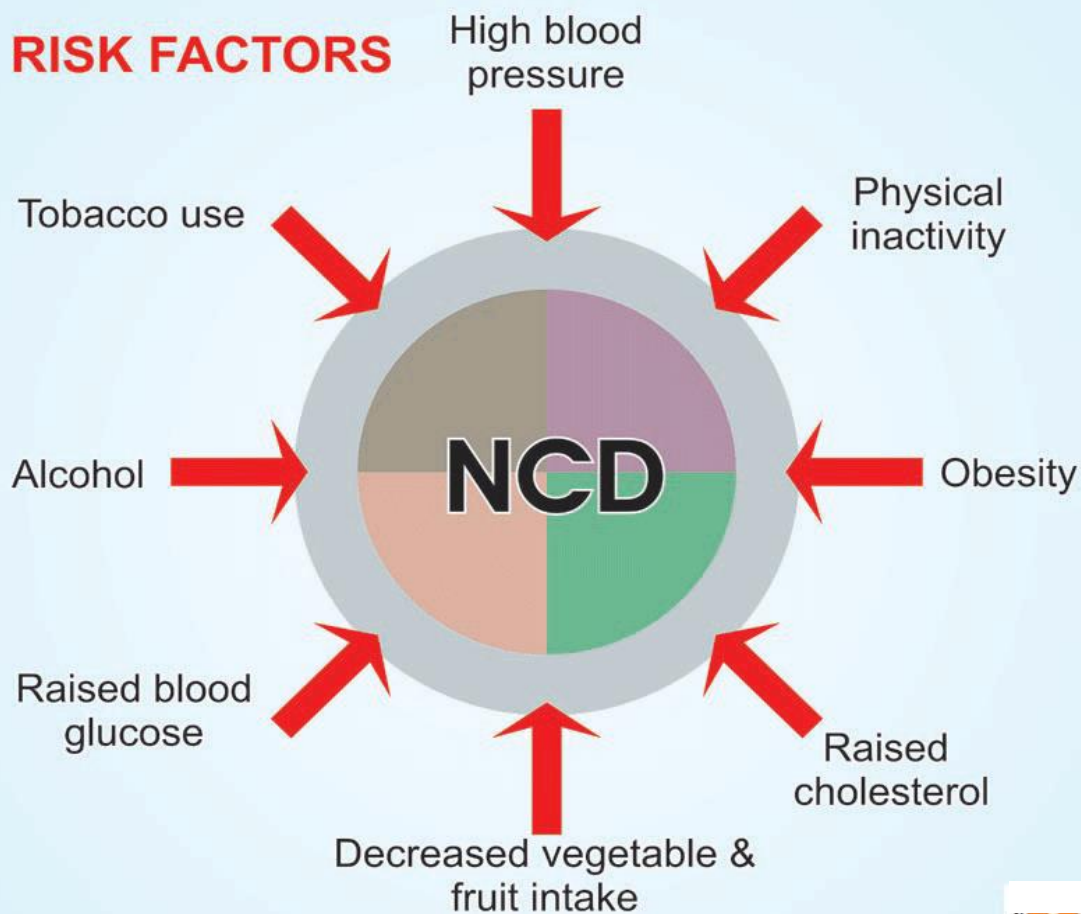 RISK FACTORS
High blood
pressure
Tobacco use
Physical
inactivity
Alcohol
NCD
Obesity
Raised blood
glucose
Raised
cholesterol
Decreased vegetable &
fruit intake